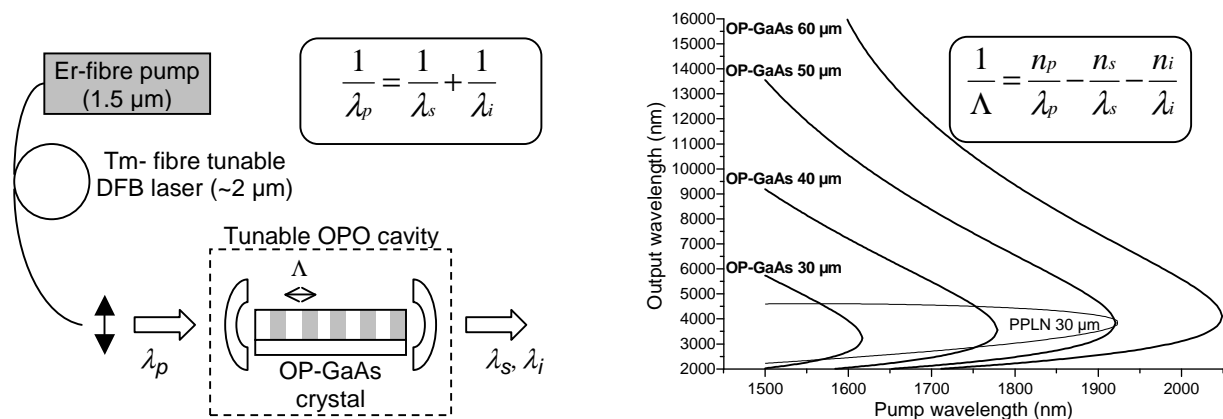 Er-fibre pump
(1.5 µm)
1/λp = 1/λs + 1/λi
Tm- fibre tunable
DFB laser (~2 µm)
Tunable OPO cavity
Λ
λp
OP-GaAs
crystal
λs, λi
Output wavelength (nm)
16000
15000
14000
13000
12000
11000
10000
9000
8000
7000
6000
5000
4000
3000
2000
OP-GaAs 60 µm
OP-GaAs 50 µm
OP-GaAs 40 µm
OP-GaAs 30 µm
PPLN 30 µm
1/Λ = np/λp − ns/λs − ni/λi
1500 1600 1700 1800 1900 2000
Pump wavelength (nm)